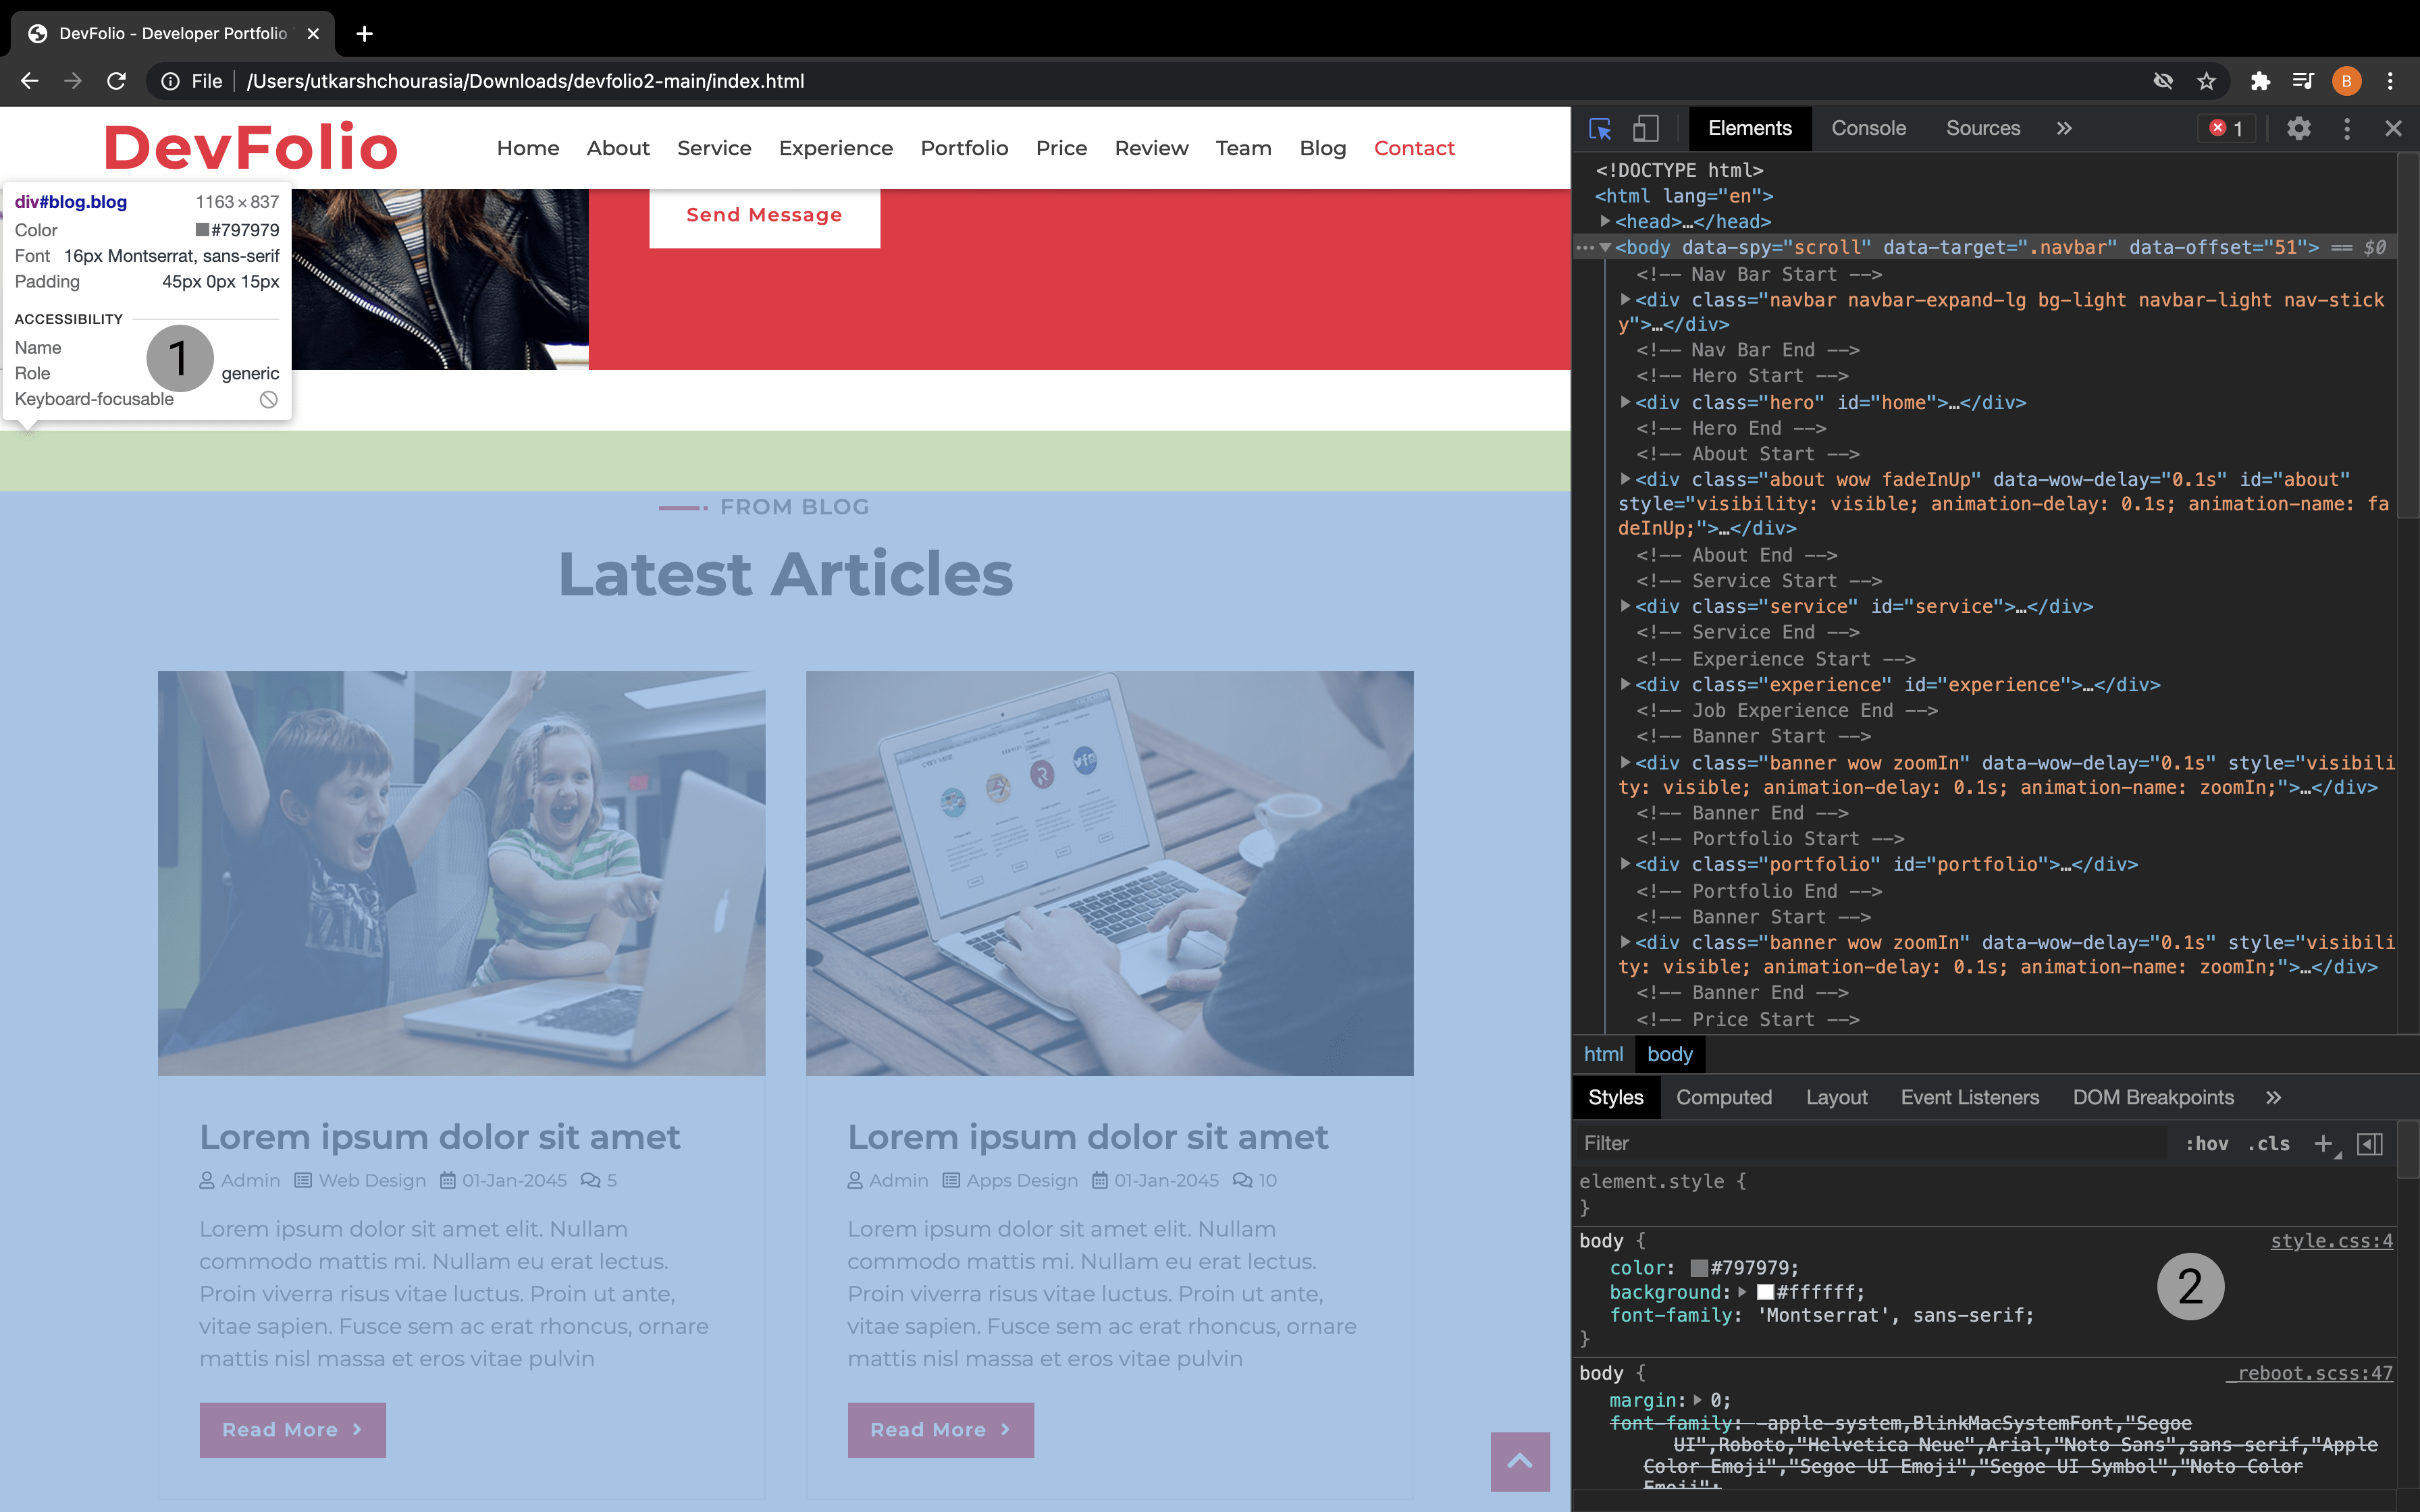 DevFolio - Developer Portfolio
File /Users/utkarshchourasia/Downloads/devfolio2-main/index.html
B
DevFolio
Home About Service Experience Portfolio Price Review Team Blog Contact
Send Message
div#blog.blog 1163 × 837
Color #797979
Font 16px Montserrat, sans-serif
Padding 45px 0px 15px
ACCESSIBILITY
Name
1
Role generic
Keyboard-focusable
FROM BLOG
Latest Articles
Lorem ipsum dolor sit amet
Admin Web Design 01-Jan-2045 5
Lorem ipsum dolor sit amet elit. Nullam
commodo mattis mi. Nullam eu erat lectus.
Proin viverra risus vitae luctus. Proin ut ante,
vitae sapien. Fusce sem ac erat rhoncus, ornare
mattis nisl massa et eros vitae pulvin
Read More
Lorem ipsum dolor sit amet
Admin Apps Design 01-Jan-2045 10
Lorem ipsum dolor sit amet elit. Nullam
commodo mattis mi. Nullam eu erat lectus.
Proin viverra risus vitae luctus. Proin ut ante,
vitae sapien. Fusce sem ac erat rhoncus, ornare
mattis nisl massa et eros vitae pulvin
Read More
Elements Console Sources » 1
<!DOCTYPE html>
<html lang="en">
<head>…</head>
<body data-spy="scroll" data-target=".navbar" data-offset="51"> == $0
<!-- Nav Bar Start -->
<div class="navbar navbar-expand-lg bg-light navbar-light nav-stick
y">…</div>
<!-- Nav Bar End -->
<!-- Hero Start -->
<div class="hero" id="home">…</div>
<!-- Hero End -->
<!-- About Start -->
<div class="about wow fadeInUp" data-wow-delay="0.1s" id="about"
style="visibility: visible; animation-delay: 0.1s; animation-name: fa
deInUp;">…</div>
<!-- About End -->
<!-- Service Start -->
<div class="service" id="service">…</div>
<!-- Service End -->
<!-- Experience Start -->
<div class="experience" id="experience">…</div>
<!-- Job Experience End -->
<!-- Banner Start -->
<div class="banner wow zoomIn" data-wow-delay="0.1s" style="visibili
ty: visible; animation-delay: 0.1s; animation-name: zoomIn;">…</div>
<!-- Banner End -->
<!-- Portfolio Start -->
<div class="portfolio" id="portfolio">…</div>
<!-- Portfolio End -->
<!-- Banner Start -->
<div class="banner wow zoomIn" data-wow-delay="0.1s" style="visibili
ty: visible; animation-delay: 0.1s; animation-name: zoomIn;">…</div>
<!-- Banner End -->
<!-- Price Start -->
html body
Styles Computed Layout Event Listeners DOM Breakpoints »
Filter :hov .cls +
element.style {
}
body { style.css:4
color: #797979;
background: #ffffff;
2
font-family: 'Montserrat', sans-serif;
}
body { _reboot.scss:47
margin: 0;
font-family: -apple-system,BlinkMacSystemFont,"Segoe
UI",Roboto,"Helvetica Neue",Arial,"Noto Sans",sans-serif,"Apple
Color Emoji","Segoe UI Emoji","Segoe UI Symbol","Noto Color
Emoji";